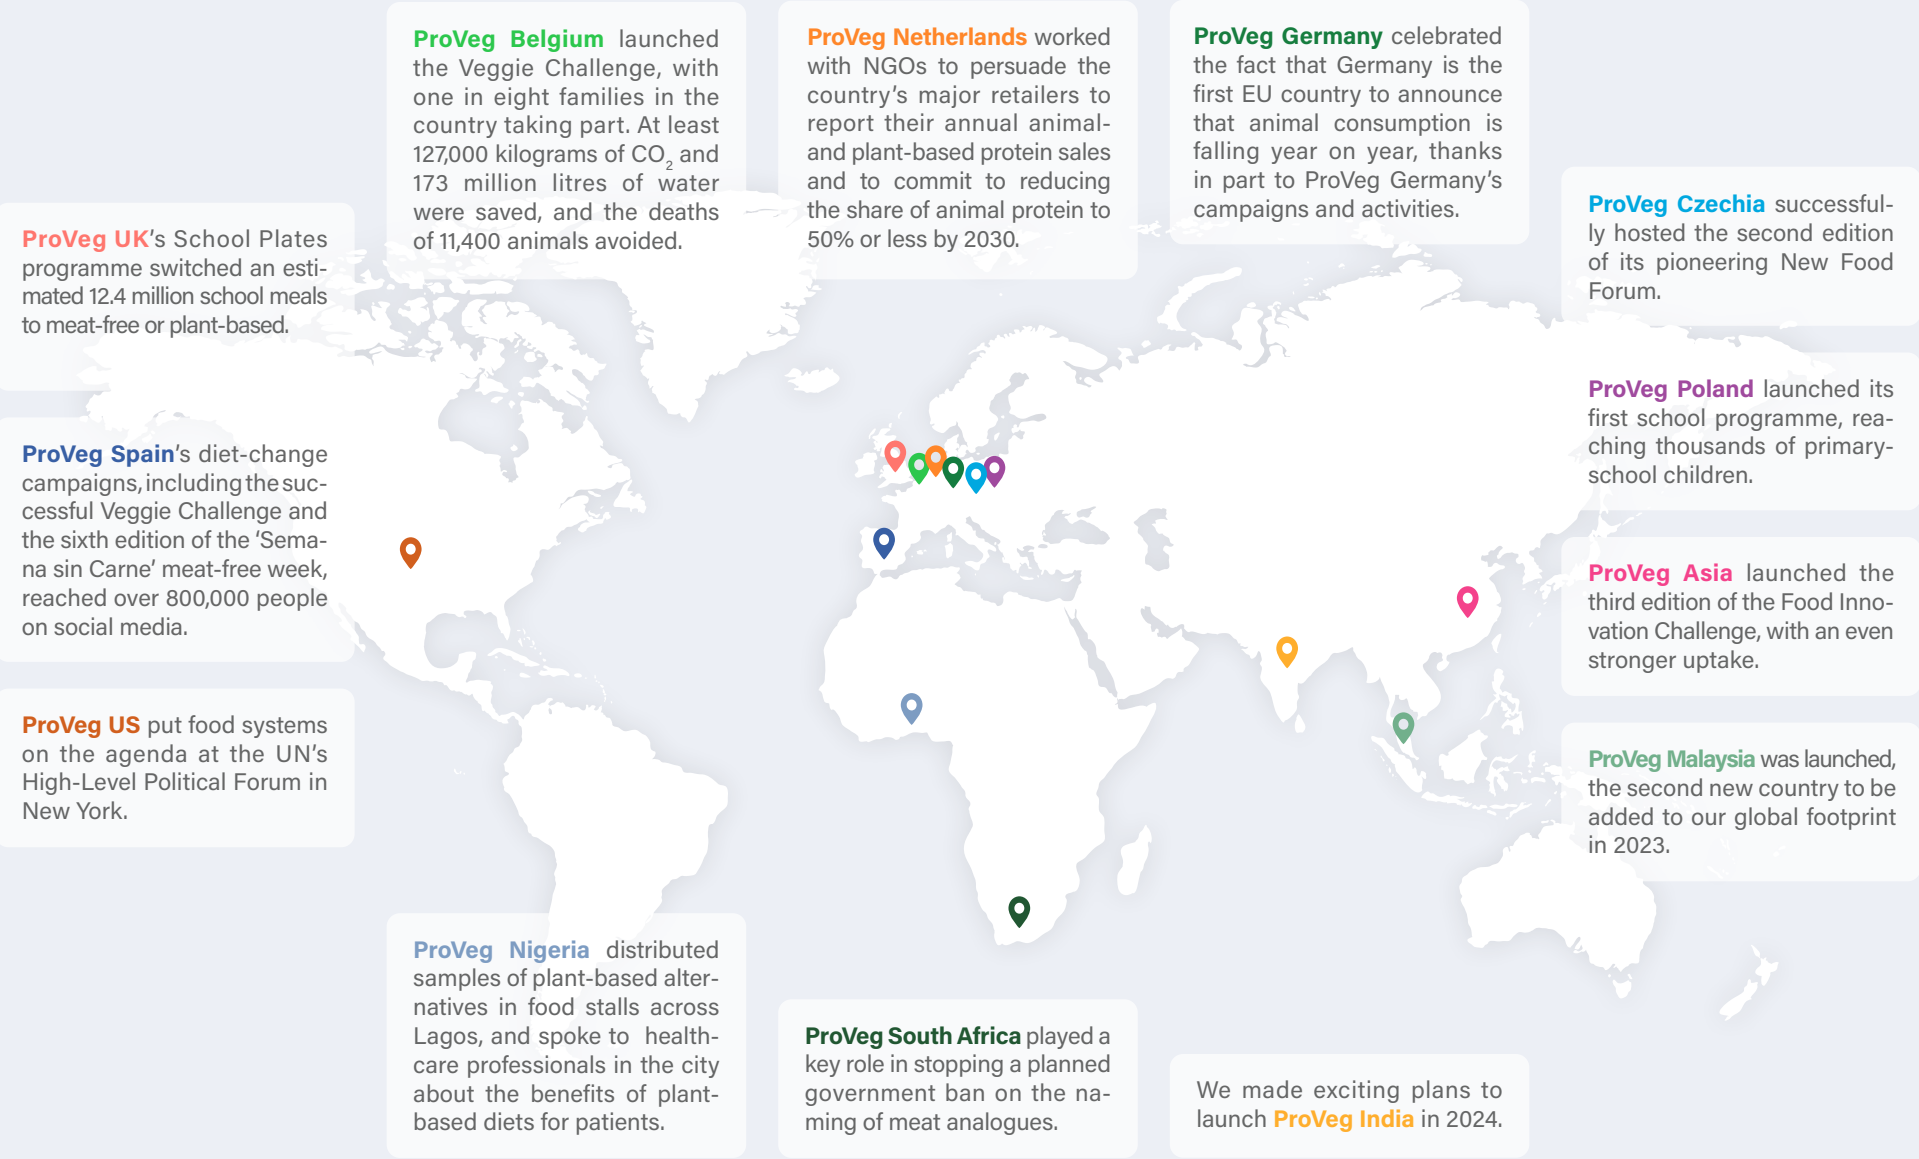 ProVeg Belgium launched
the Veggie Challenge, with
one in eight families in the
country taking part. At least
127,000 kilograms of CO₂ and
173 million litres of water
were saved, and the deaths
of 11,400 animals avoided.
ProVeg Netherlands worked
with NGOs to persuade the
country's major retailers to
report their annual animal-
and plant-based protein sales
and to commit to reducing
the share of animal protein to
50% or less by 2030.
ProVeg Germany celebrated
the fact that Germany is the
first EU country to announce
that animal consumption is
falling year on year, thanks
in part to ProVeg Germany's
campaigns and activities.
ProVeg UK's School Plates
programme switched an esti-
mated 12.4 million school meals
to meat-free or plant-based.
ProVeg Czechia successful-
ly hosted the second edition
of its pioneering New Food
Forum.
ProVeg Spain's diet-change
campaigns, including the suc-
cessful Veggie Challenge and
the sixth edition of the ‘Sema-
na sin Carne’ meat-free week,
reached over 800,000 people
on social media.
ProVeg Poland launched its
first school programme, rea-
ching thousands of primary-
school children.
ProVeg Asia launched the
third edition of the Food Inno-
vation Challenge, with an even
stronger uptake.
ProVeg US put food systems
on the agenda at the UN's
High-Level Political Forum in
New York.
ProVeg Malaysia was launched,
the second new country to be
added to our global footprint
in 2023.
ProVeg Nigeria distributed
samples of plant-based alter-
natives in food stalls across
Lagos, and spoke to health-
care professionals in the city
about the benefits of plant-
based diets for patients.
ProVeg South Africa played a
key role in stopping a planned
government ban on the na-
ming of meat analogues.
We made exciting plans to
launch ProVeg India in 2024.